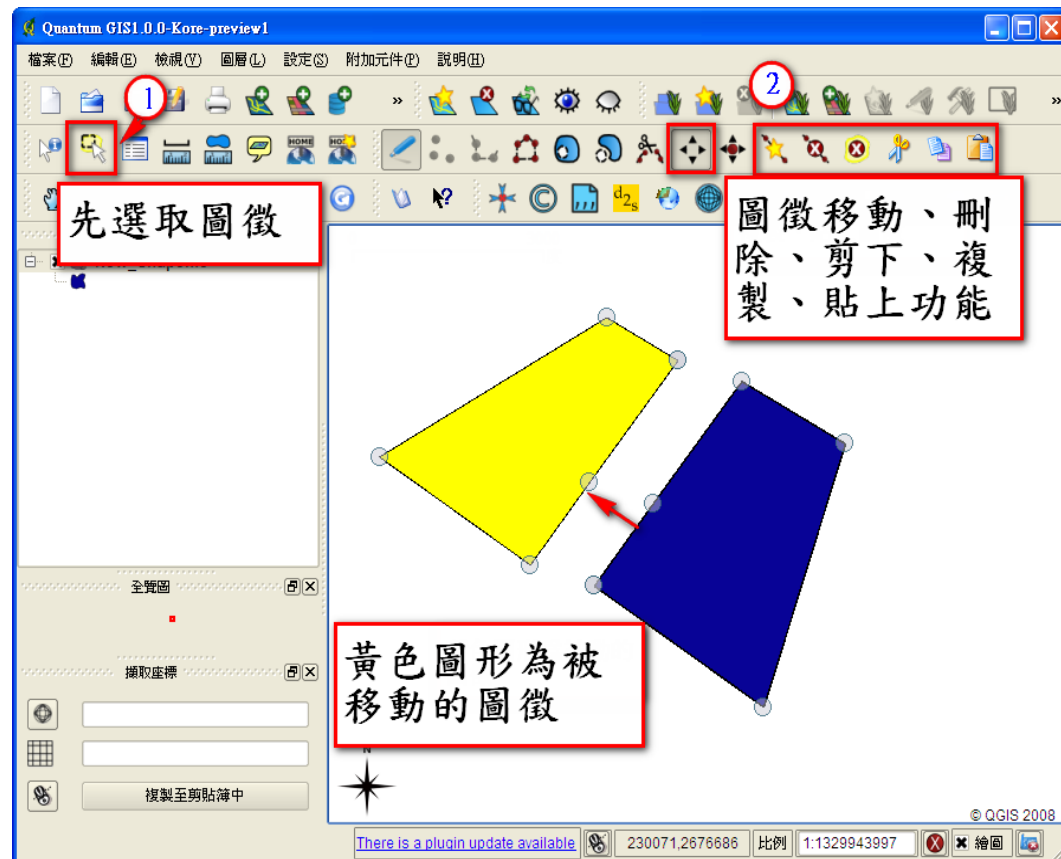 Quantum GIS1.0.0-Kore-preview1
檔案(F) 編輯(E) 檢視(V) 圖層(L) 設定(S) 附加元件(P) 說明(H)
1
2
HOME HO
先選取圖徵
d2s
圖徵移動、刪
除、剪下、複
製、貼上功能
全覽圖
擷取座標
複製至剪貼簿中
黃色圖形為被
移動的圖徵
N
© QGIS 2008
There is a plugin update available 230071,2676686 比例 1:1329943997 繪圖